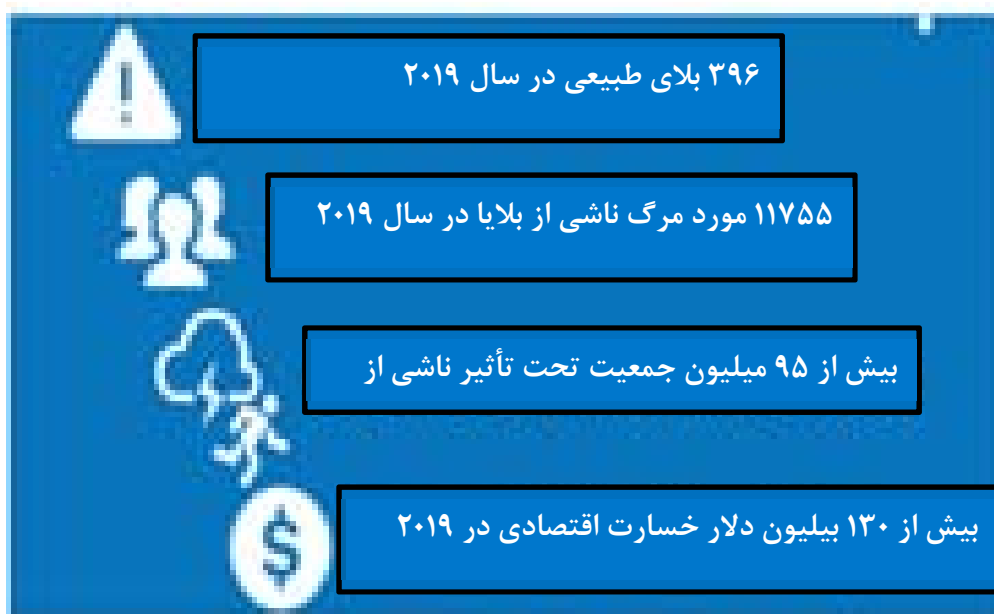 ۳۹۶ بلای طبیعی در سال ۲۰۱۹
۱۱۷۵۵ مورد مرگ ناشی از بلایا در سال ۲۰۱۹
بیش از ۹۵ میلیون جمعیت تحت تأثیر ناشی از
بیش از ۱۳۰ بیلیون دلار خسارت اقتصادی در ۲۰۱۹